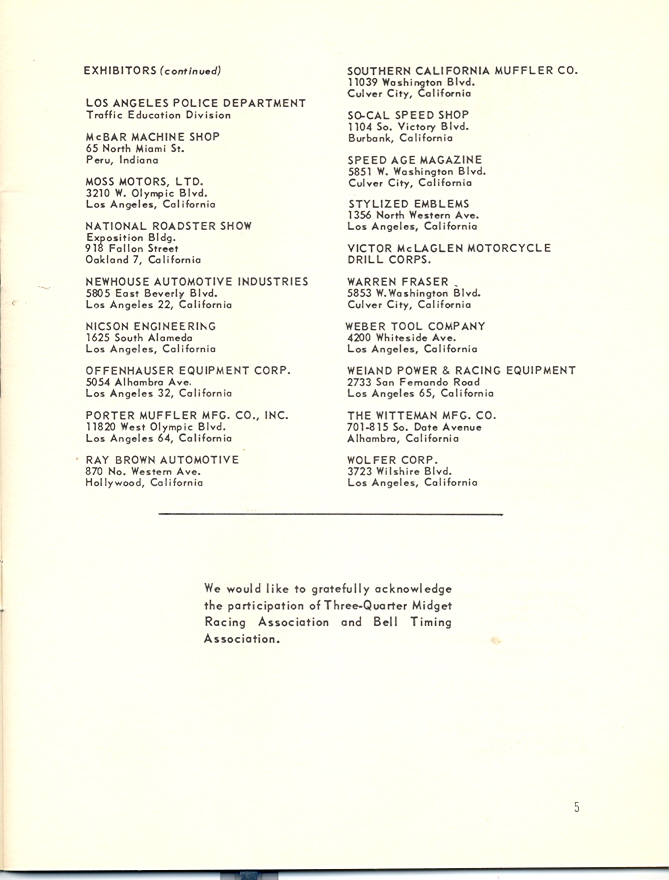 EXHIBITORS (continued)
LOS ANGELES POLICE DEPARTMENT
Traffic Education Division
McBAR MACHINE SHOP
65 North Miami St.
Peru, Indiana
MOSS MOTORS, LTD.
3210 W. Olympic Blvd.
Los Angeles, California
NATIONAL ROADSTER SHOW
Exposition Bldg.
918 Fallon Street
Oakland 7, California
NEWHOUSE AUTOMOTIVE INDUSTRIES
5805 East Beverly Blvd.
Los Angeles 22, California
NICSON ENGINEERING
1625 South Alameda
Los Angeles, California
OFFENHAUSER EQUIPMENT CORP.
5054 Alhambra Ave.
Los Angeles 32, California
PORTER MUFFLER MFG. CO., INC.
11820 West Olympic Blvd.
Los Angeles 64, California
RAY BROWN AUTOMOTIVE
870 No. Western Ave.
Hollywood, California
SOUTHERN CALIFORNIA MUFFLER CO.
11039 Washington Blvd.
Culver City, California
SO-CAL SPEED SHOP
1104 So. Victory Blvd.
Burbank, California
SPEED AGE MAGAZINE
5851 W. Washington Blvd.
Culver City, California
STYLIZED EMBLEMS
1356 North Western Ave.
Los Angeles, California
VICTOR McLAGLEN MOTORCYCLE
DRILL CORPS.
WARREN FRASER
5853 W. Washington Blvd.
Culver City, California
WEBER TOOL COMPANY
4200 Whiteside Ave.
Los Angeles, California
WEIAND POWER & RACING EQUIPMENT
2733 San Fernando Road
Los Angeles 65, California
THE WITTEMAN MFG. CO.
701-815 So. Date Avenue
Alhambra, California
WOLFER CORP.
3723 Wilshire Blvd.
Los Angeles, California
We would like to gratefully acknowledge
the participation of Three-Quarter Midget
Racing Association and Bell Timing
Association.
5